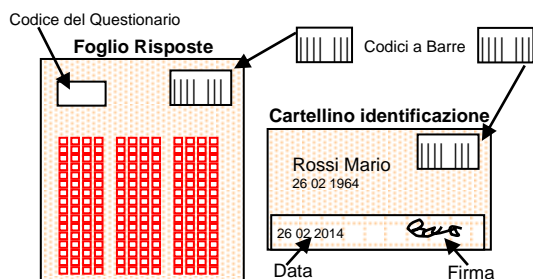 Codice del Questionario
Foglio Risposte
Codici a Barre
Cartellino identificazione
Rossi Mario
26 02 1964
26 02 2014
Data
Firma